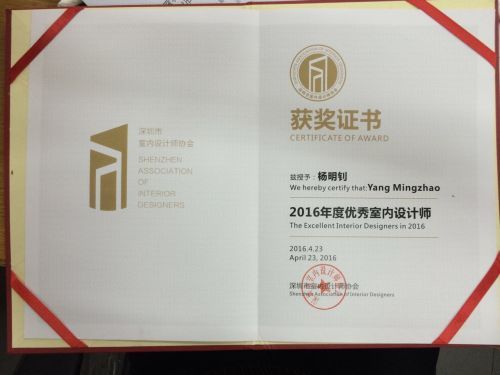 深圳市
室内设计师协会
SHENZHEN
ASSOCIATION
OF
INTERIOR
DESIGNERS
获奖证书
CERTIFICATE OF AWARD
兹授予：杨明钊
We hereby certify that: Yang Mingzhao
2016年度优秀室内设计师
The Excellent Interior Designers in 2016
2016.4.23
April 23, 2016
深圳市室内设计师协会
Shenzhen Association of Interior Designers